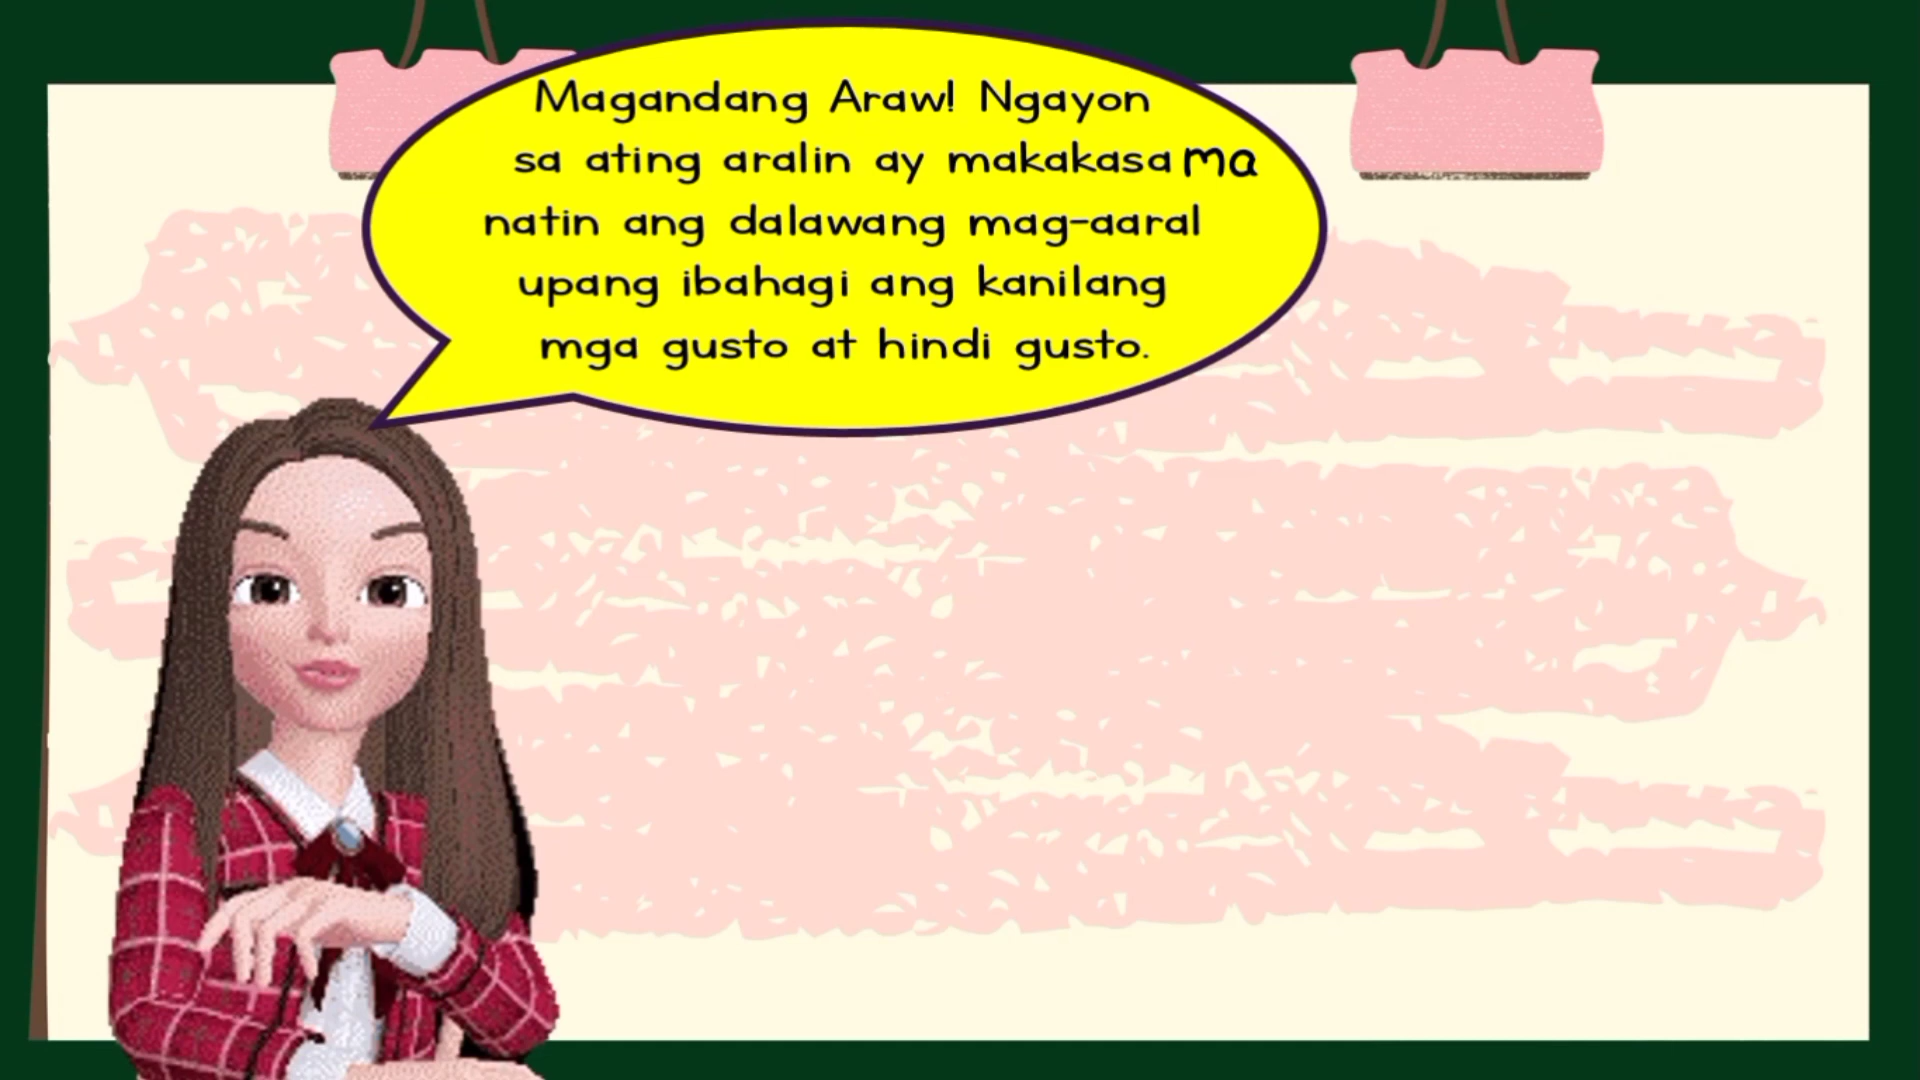 Magandang Araw! Ngayon
sa ating aralin ay makakasama
natin ang dalawang mag-aaral
upang ibahagi ang kanilang
mga gusto at hindi gusto.